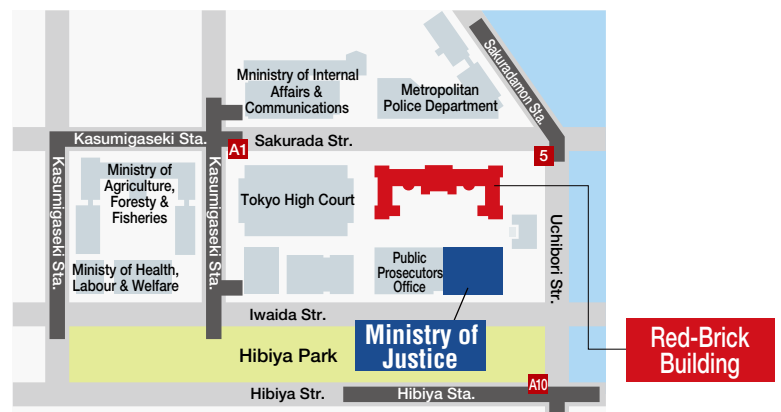 Mninistry of Internal
Affairs &
Communications
Metropolitan
Police Department
Sakuradamon Sta.
Kasumigaseki Sta.
A1
Sakurada Str.
5
Kasumigaseki Sta.
Ministry of
Agriculture,
Foresty &
Fisheries
Kasumigaseki Sta.
Tokyo High Court
Uchibori Str.
Ministy of Health,
Labour & Welfare
Public
Prosecutors
Office
Iwaida Str.
Ministry of
Justice
Red-Brick
Building
Hibiya Park
Hibiya Str.
Hibiya Sta.
A10